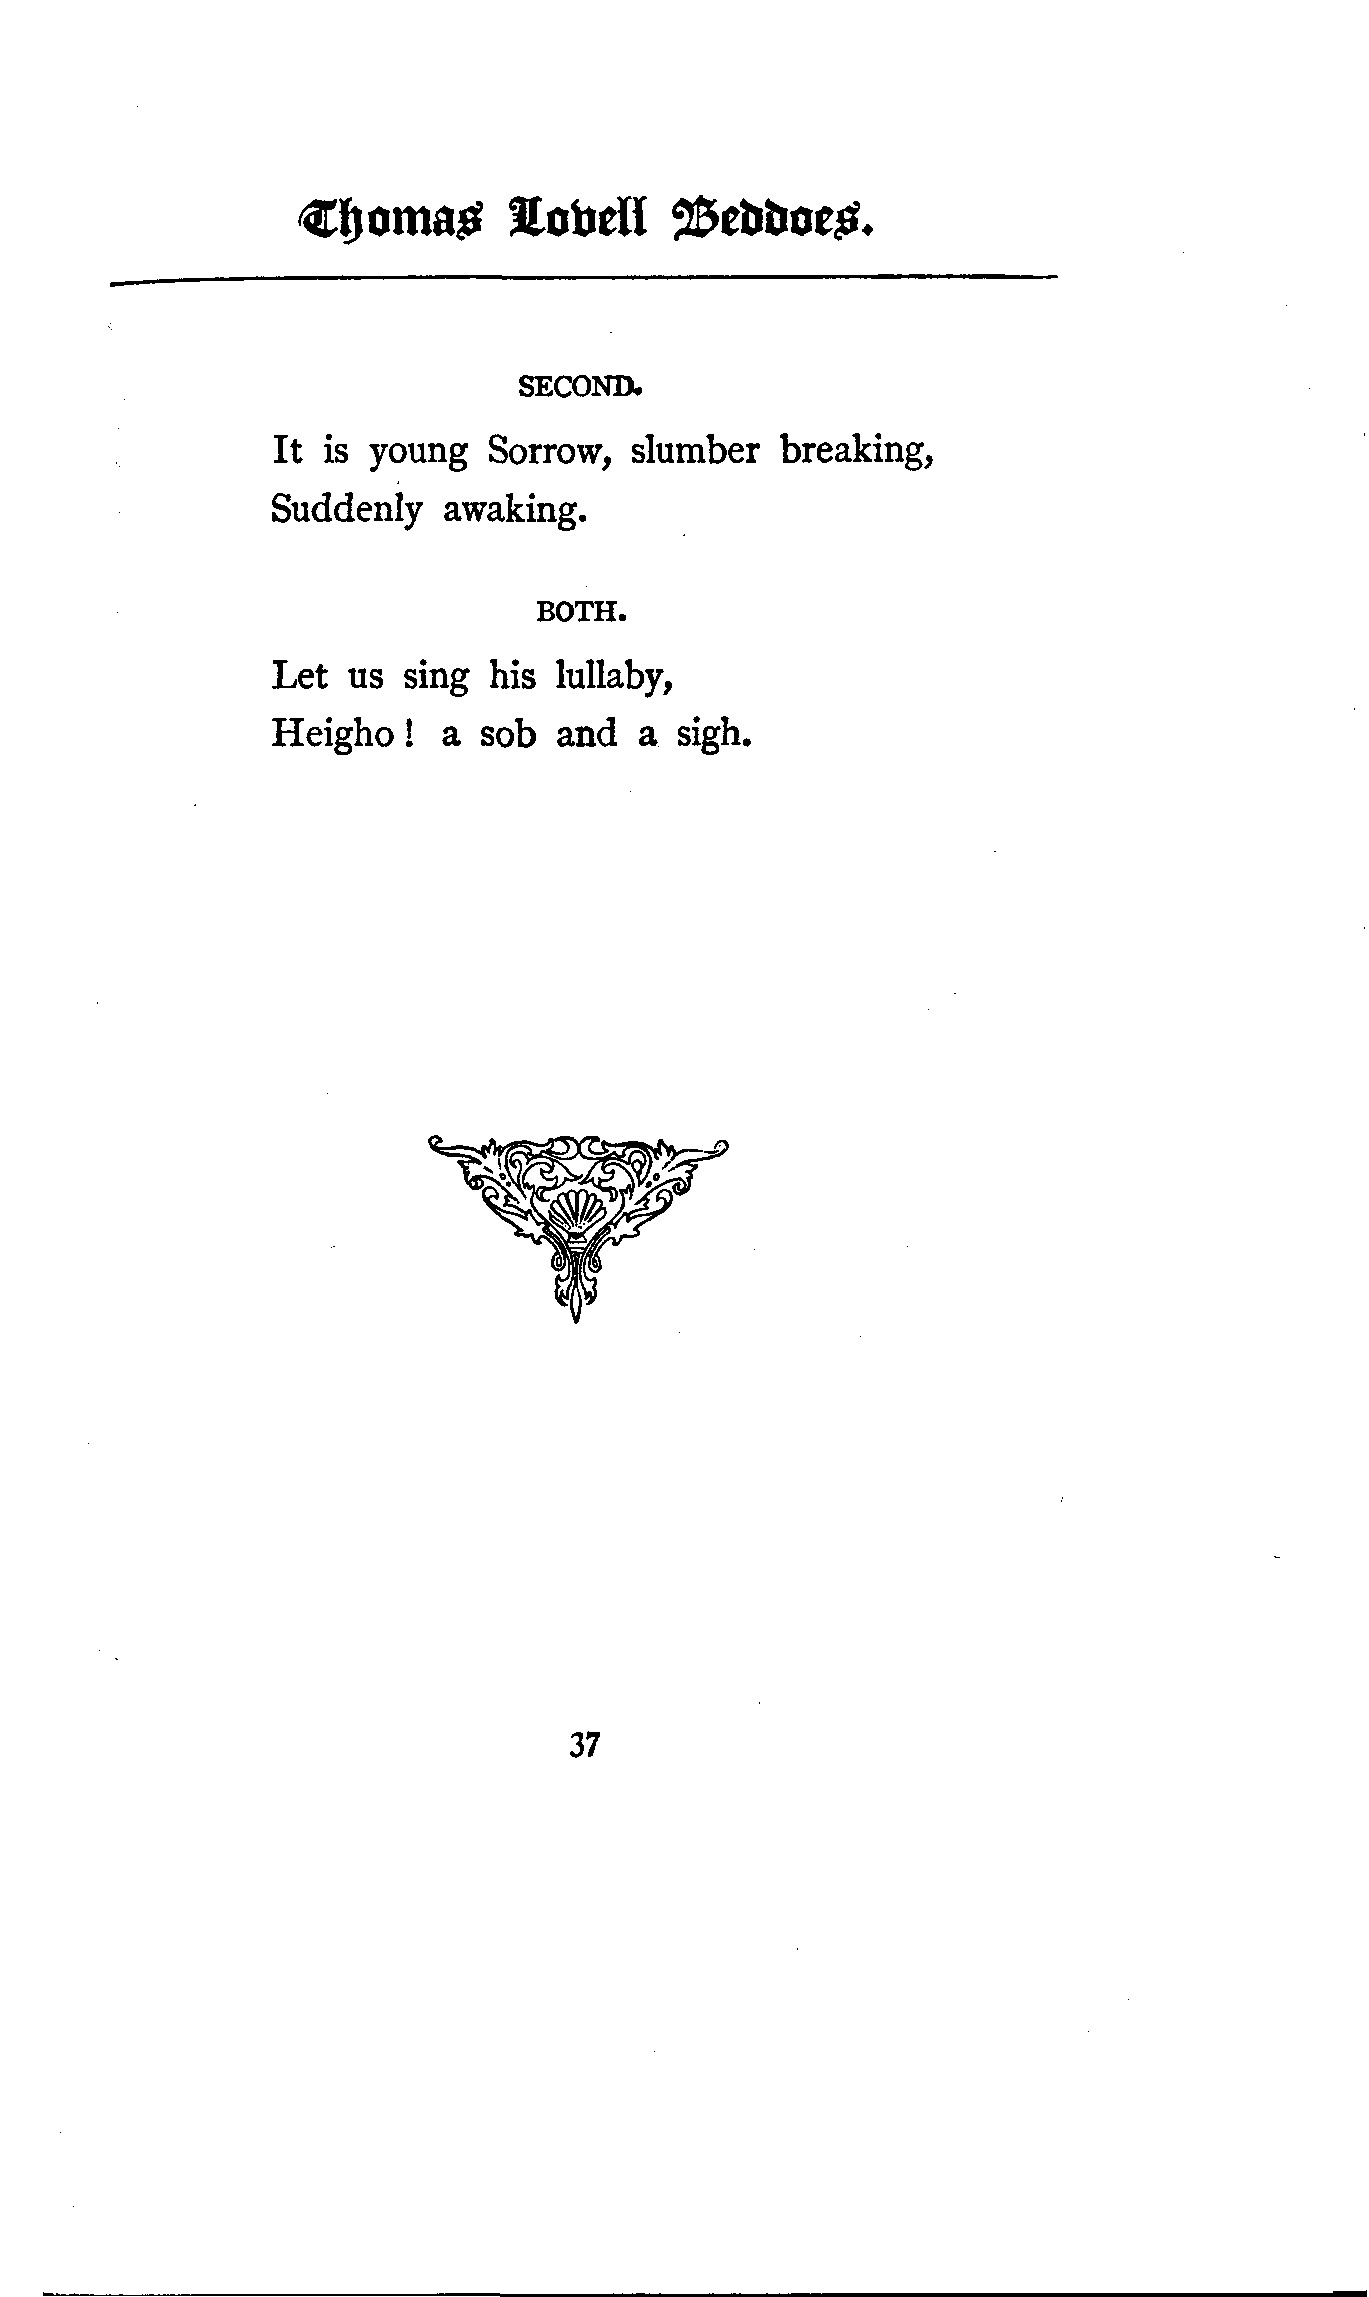 Thomas Lovell Beddoes.
SECOND.
It is young Sorrow, slumber breaking,
Suddenly awaking.
BOTH.
Let us sing his lullaby,
Heigho! a sob and a sigh.
37